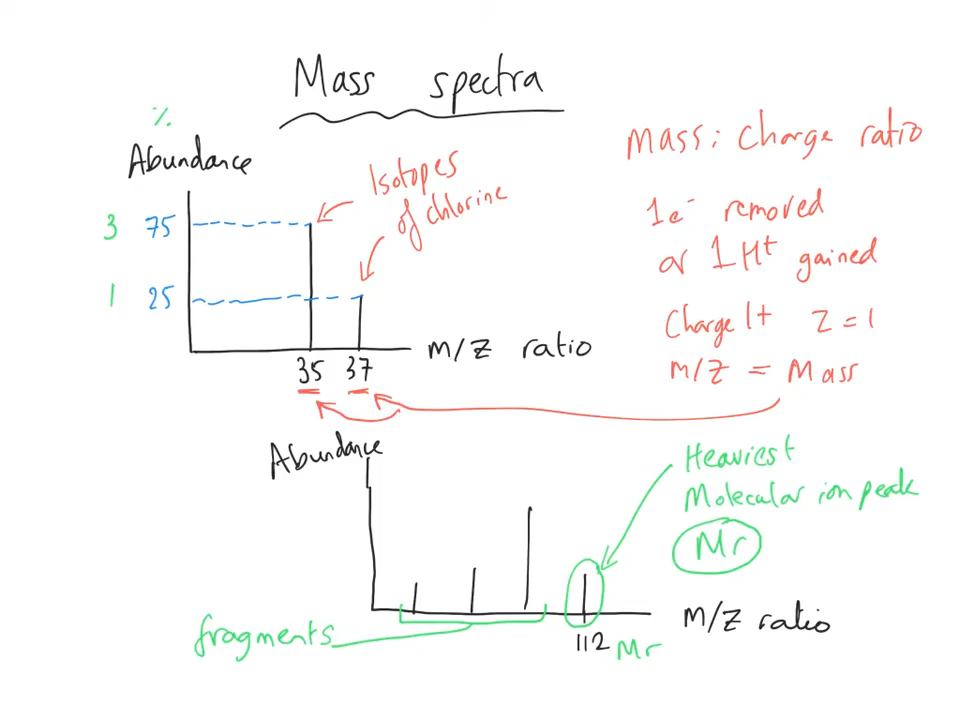 Mass spectra
%
Abundance
3 75
1 25
Isotopes
of chlorine
35 37
m/z ratio
Mass: Charge ratio
1e⁻ removed
or 1H⁺ gained
Charge 1+ Z = 1
m/z = Mass
Abundance
fragments
112 Mr
m/z ratio
Heaviest
Molecular ion peak
Mr